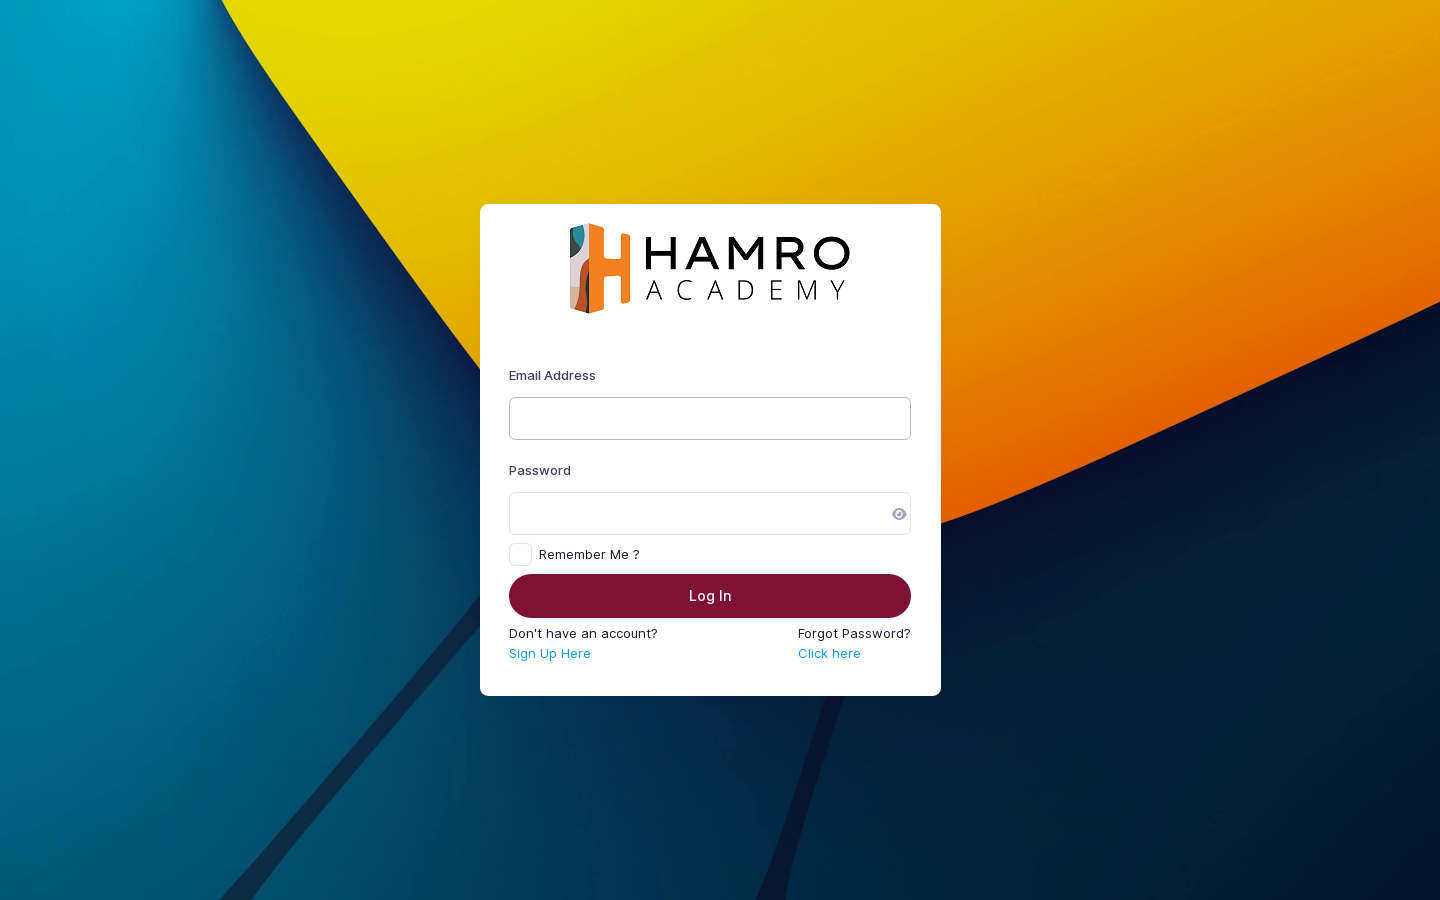 HAMRO
ACADEMY
Email Address
Password
Remember Me ?
Log In
Don't have an account?
Sign Up Here
Forgot Password?
Click here